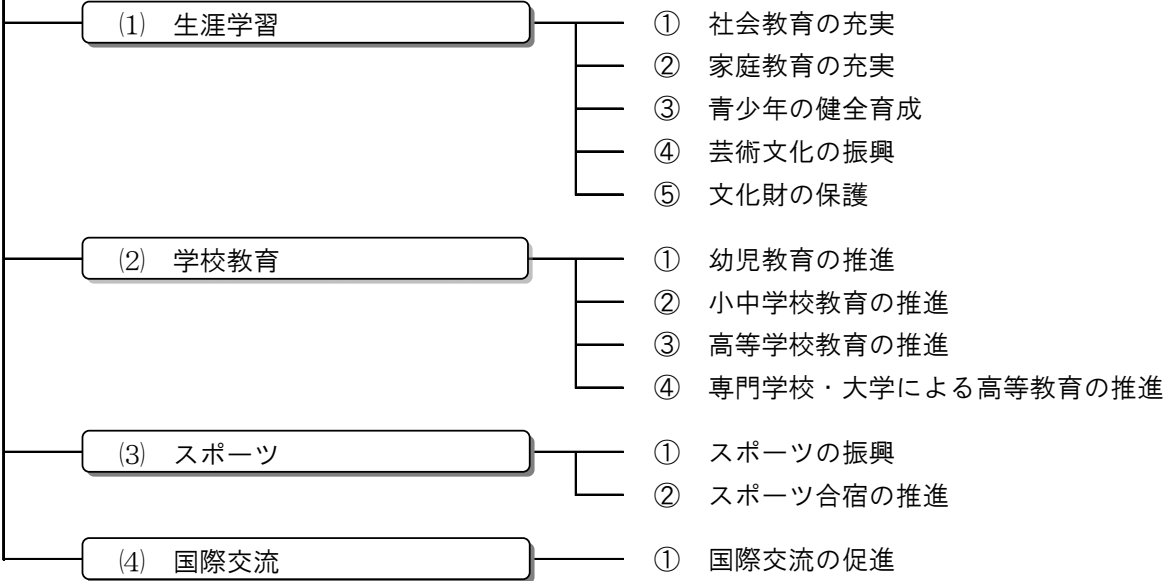 ⑴ 生涯学習 ① 社会教育の充実
② 家庭教育の充実
③ 青少年の健全育成
④ 芸術文化の振興
⑤ 文化財の保護
⑵ 学校教育 ① 幼児教育の推進
② 小中学校教育の推進
③ 高等学校教育の推進
④ 専門学校・大学による高等教育の推進
⑶ スポーツ ① スポーツの振興
② スポーツ合宿の推進
⑷ 国際交流 ① 国際交流の促進